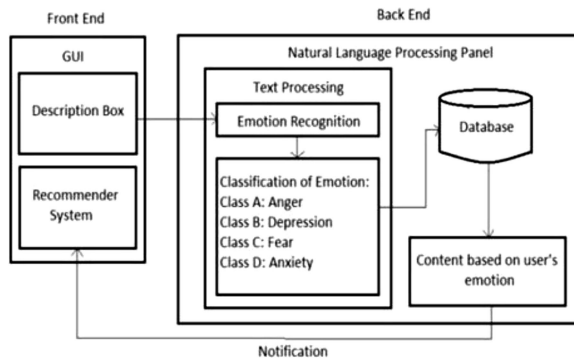 Front End
Back End
GUI
Natural Language Processing Panel
Description Box
Text Processing
Emotion Recognition
Database
Recommender
System
Classification of Emotion:
Class A: Anger
Class B: Depression
Class C: Fear
Class D: Anxiety
Content based on user's
emotion
Notification